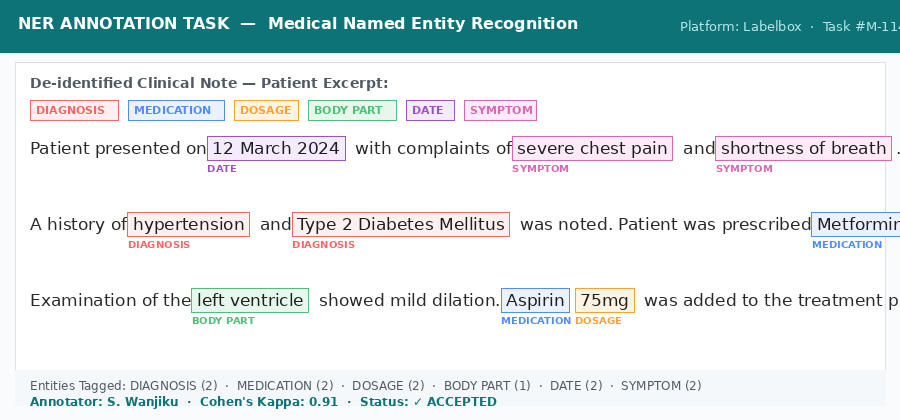 NER ANNOTATION TASK — Medical Named Entity Recognition
Platform: Labelbox · Task #M-114
De-identified Clinical Note — Patient Excerpt:
DIAGNOSIS MEDICATION DOSAGE BODY PART DATE SYMPTOM
Patient presented on 12 March 2024 with complaints of severe chest pain and shortness of breath .
DATE SYMPTOM SYMPTOM
A history of hypertension and Type 2 Diabetes Mellitus was noted. Patient was prescribed Metformin
DIAGNOSIS DIAGNOSIS MEDICATION
Examination of the left ventricle showed mild dilation. Aspirin 75mg was added to the treatment
BODY PART MEDICATION DOSAGE
Entities Tagged: DIAGNOSIS (2) · MEDICATION (2) · DOSAGE (2) · BODY PART (1) · DATE (2) · SYMPTOM (2)
Annotator: S. Wanjiku · Cohen's Kappa: 0.91 · Status: ✓ ACCEPTED